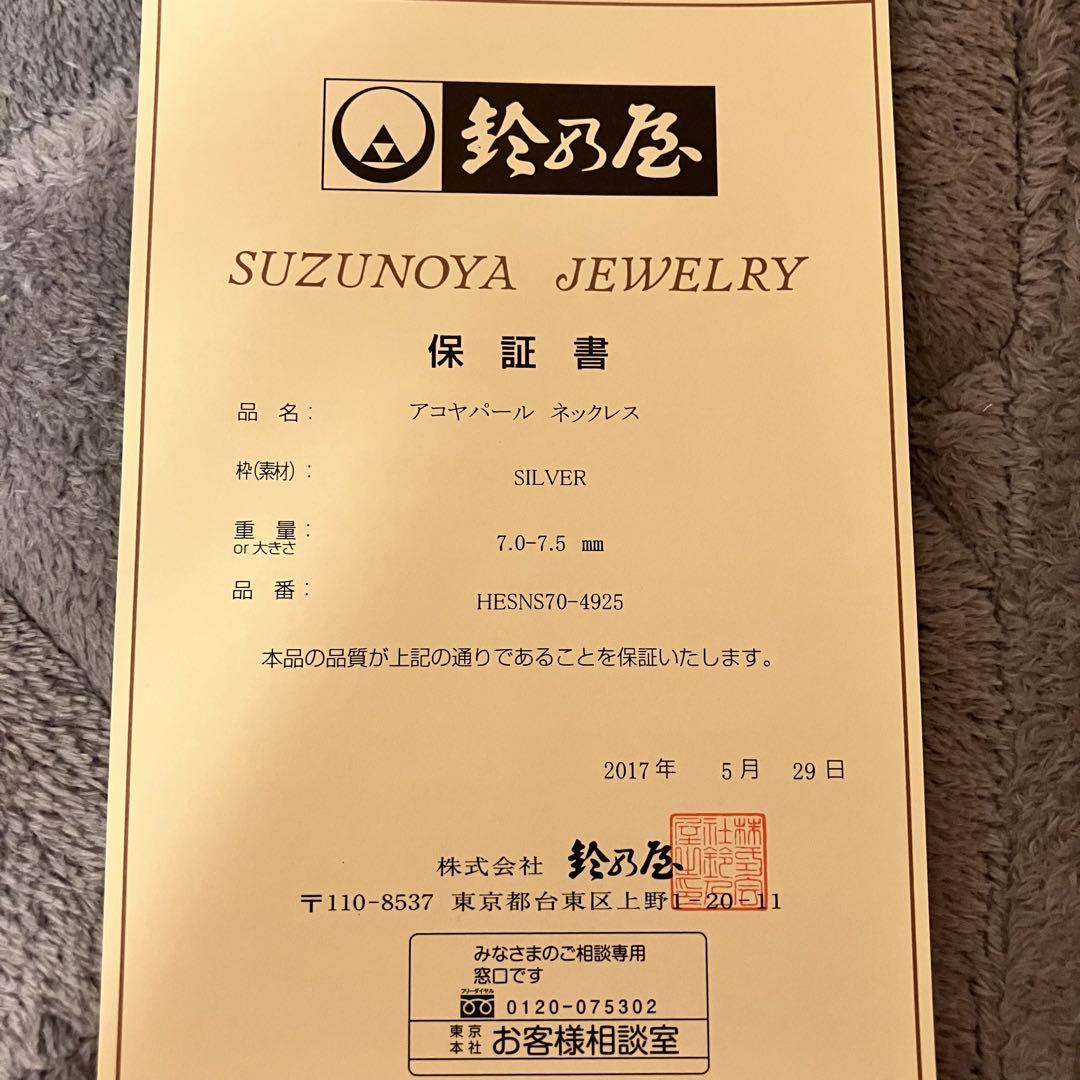 鈴乃屋
SUZUNOYA JEWELRY
保証書
品名： アコヤパール ネックレス
枠(素材)： SILVER
重量： 7.0-7.5 mm
or大きさ
品番： HESNS70-4925
本品の品質が上記の通りであることを保証いたします。
2017年 5月 29日
株式会社 鈴乃屋
〒110-8537 東京都台東区上野1-20-11
みなさまのご相談専用
窓口です
フリーダイヤル
0120-075302
東京本社 お客様相談室